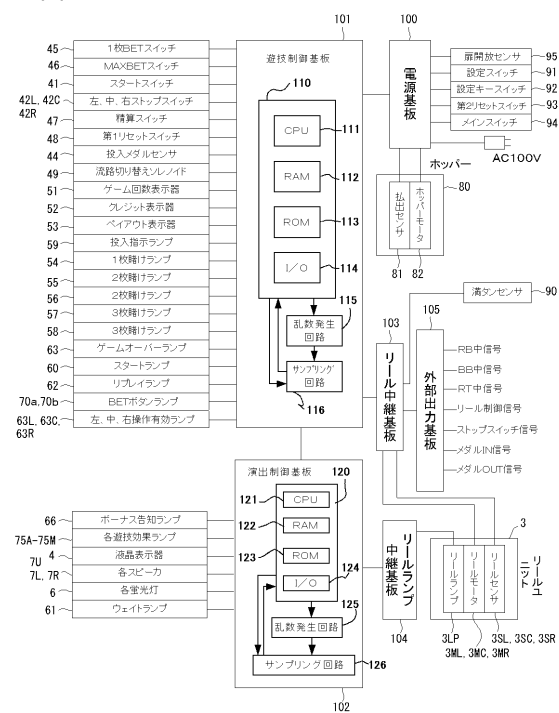 101
100
45
1枚BETスイッチ
46
MAXBETスイッチ
41
スタートスイッチ
42L, 42C
42R
左、中、右ストップスイッチ
47
精算スイッチ
48
第1リセットスイッチ
44
投入メダルセンサ
49
流路切り替えソレノイド
51
ゲーム回数表示器
52
クレジット表示器
53
ペイアウト表示器
59
投入指示ランプ
54
1枚賭けランプ
55
2枚賭けランプ
56
2枚賭けランプ
57
3枚賭けランプ
58
3枚賭けランプ
63
ゲームオーバーランプ
60
スタートランプ
62
リプレイランプ
70a,70b
BETボタンランプ
63L, 63C,
63R
左、中、右操作有効ランプ
遊技制御基板
110
CPU
111
RAM
112
ROM
113
I/O
114
115
乱数発生
回路
サンプリング
回路
116
電源基板
扉開放センサ
95
設定スイッチ
91
設定キースイッチ
92
第2リセットスイッチ
93
メインスイッチ
94
AC100V
ホッパー
80
払出センサ
ホッパーモータ
81
82
満タンセンサ
90
103
105
リール中継基板
外部出力基板
RB中信号
BB中信号
RT中信号
リール制御信号
ストップスイッチ信号
メダルIN信号
メダルOUT信号
演出制御基板
120
121
CPU
122
RAM
123
ROM
I/O
124
125
乱数発生回路
サンプリング回路
126
102
66
ボーナス告知ランプ
75A~75M
各遊技効果ランプ
4
液晶表示器
7U
7L, 7R
各スピーカ
6
各蛍光灯
61
ウェイトランプ
リールランプ
中継基板
104
3
リールランプ
リールモータ
リールセンサ
リールユニット
3LP
3ML, 3MC, 3MR
3SL, 3SC, 3SR